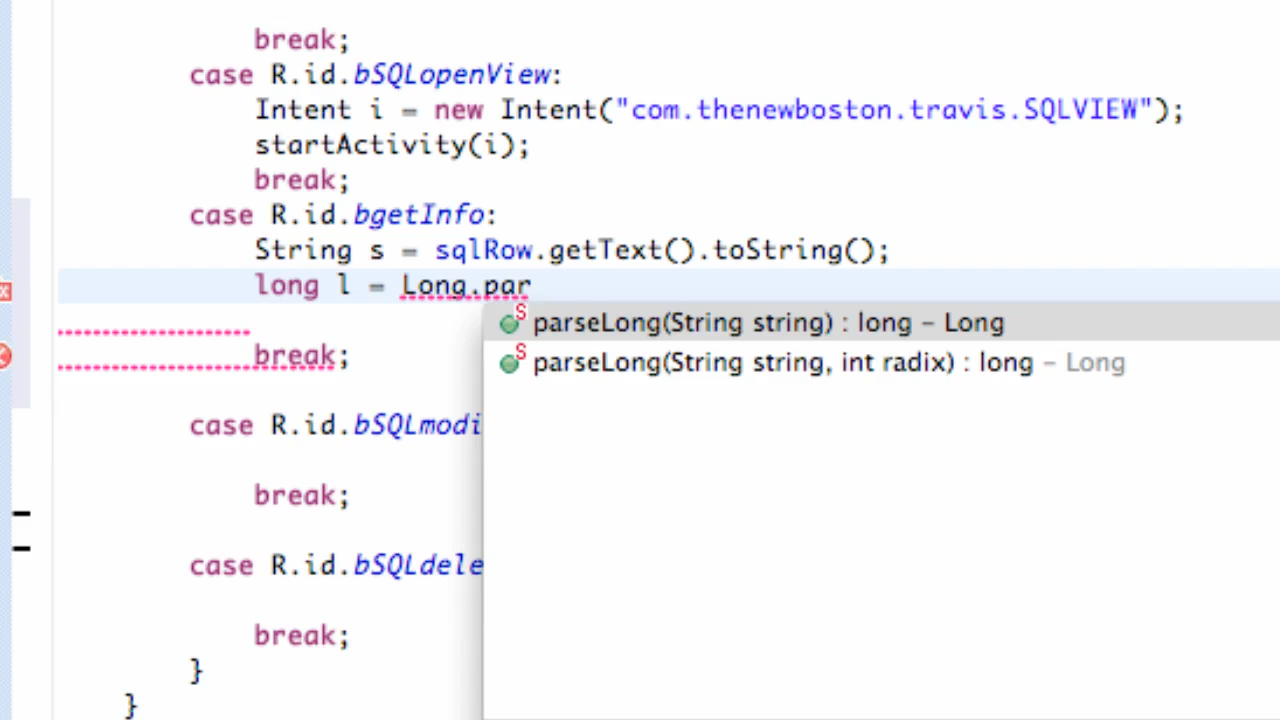 break;
case R.id.bSQLopenView:
Intent i = new Intent("com.thenewboston.travis.SQLVIEW");
startActivity(i);
break;
case R.id.bgetInfo:
String s = sqlRow.getText().toString();
long l = Long.par
parseLong(String string) : long – Long
break;
parseLong(String string, int radix) : long – Long
case R.id.bSQLmodi
break;
case R.id.bSQLdele
break;
}
}